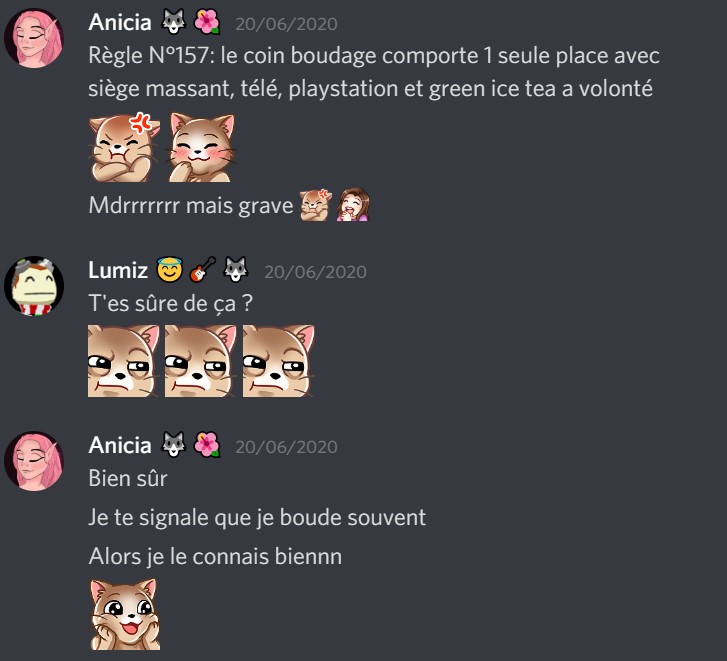 Anicia 🐺 🌺 20/06/2020
Règle N°157: le coin boudage comporte 1 seule place avec
siège massant, télé, playstation et green ice tea a volonté
Mdrrrrrrr mais grave
Lumiz 😇 🎸 🐺 20/06/2020
T'es sûre de ça ?
Anicia 🐺 🌺 20/06/2020
Bien sûr
Je te signale que je boude souvent
Alors je le connais biennn